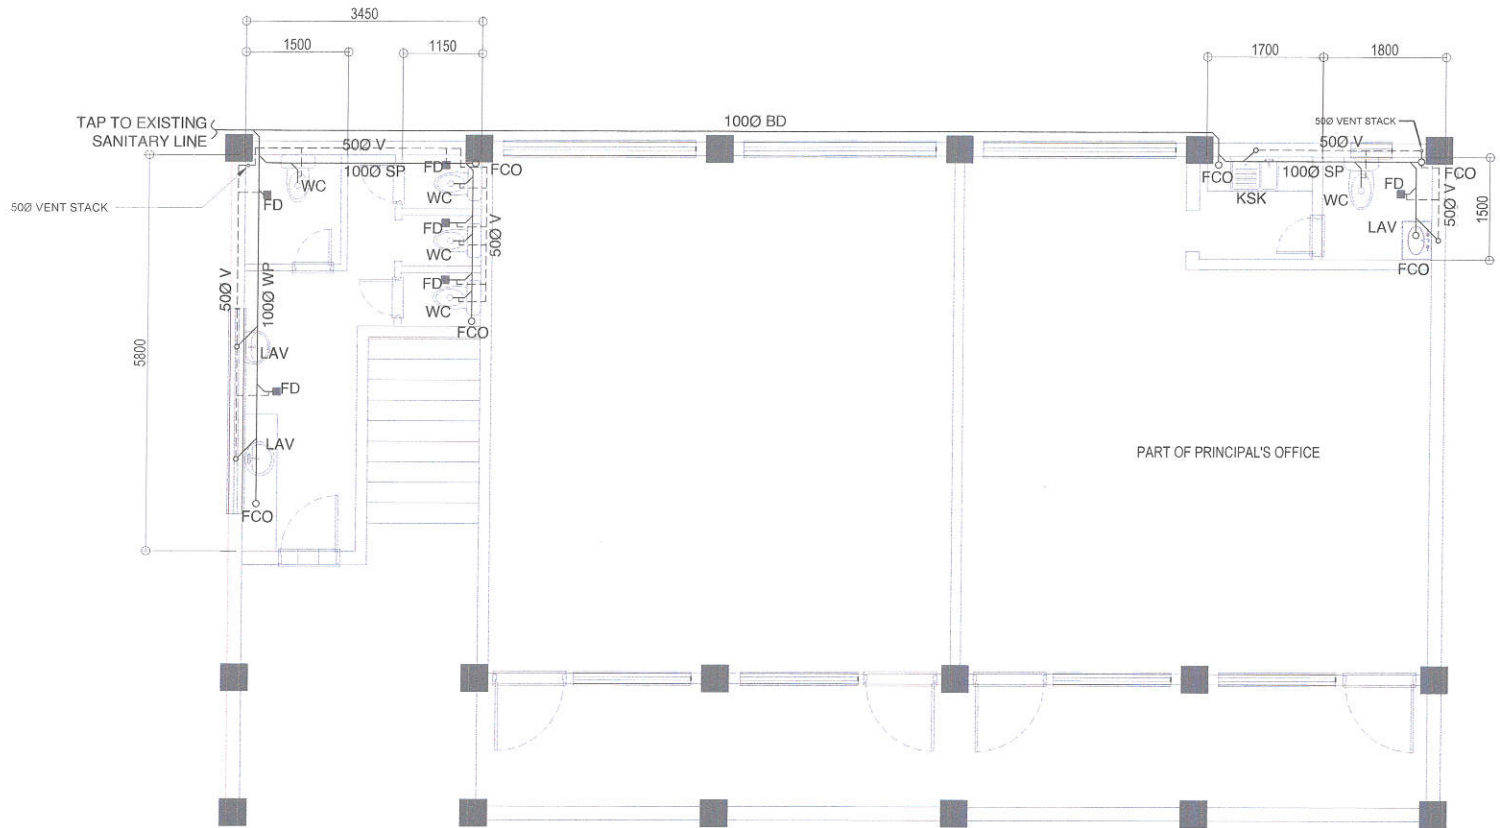 3450
1500
1150
1700
1800
TAP TO EXISTING
SANITARY LINE
100Ø BD
50Ø VENT STACK
50Ø V
50Ø V
100Ø SP
FD
FCO
WC
WC
FCO
100Ø SP
FCO
KSK
WC
FD
50Ø V
1500
50Ø VENT STACK
FD
FD
WC
50Ø V
LAV
FCO
50Ø V
100Ø WP
FD
WC
FCO
5800
LAV
FD
LAV
PART OF PRINCIPAL'S OFFICE
FCO